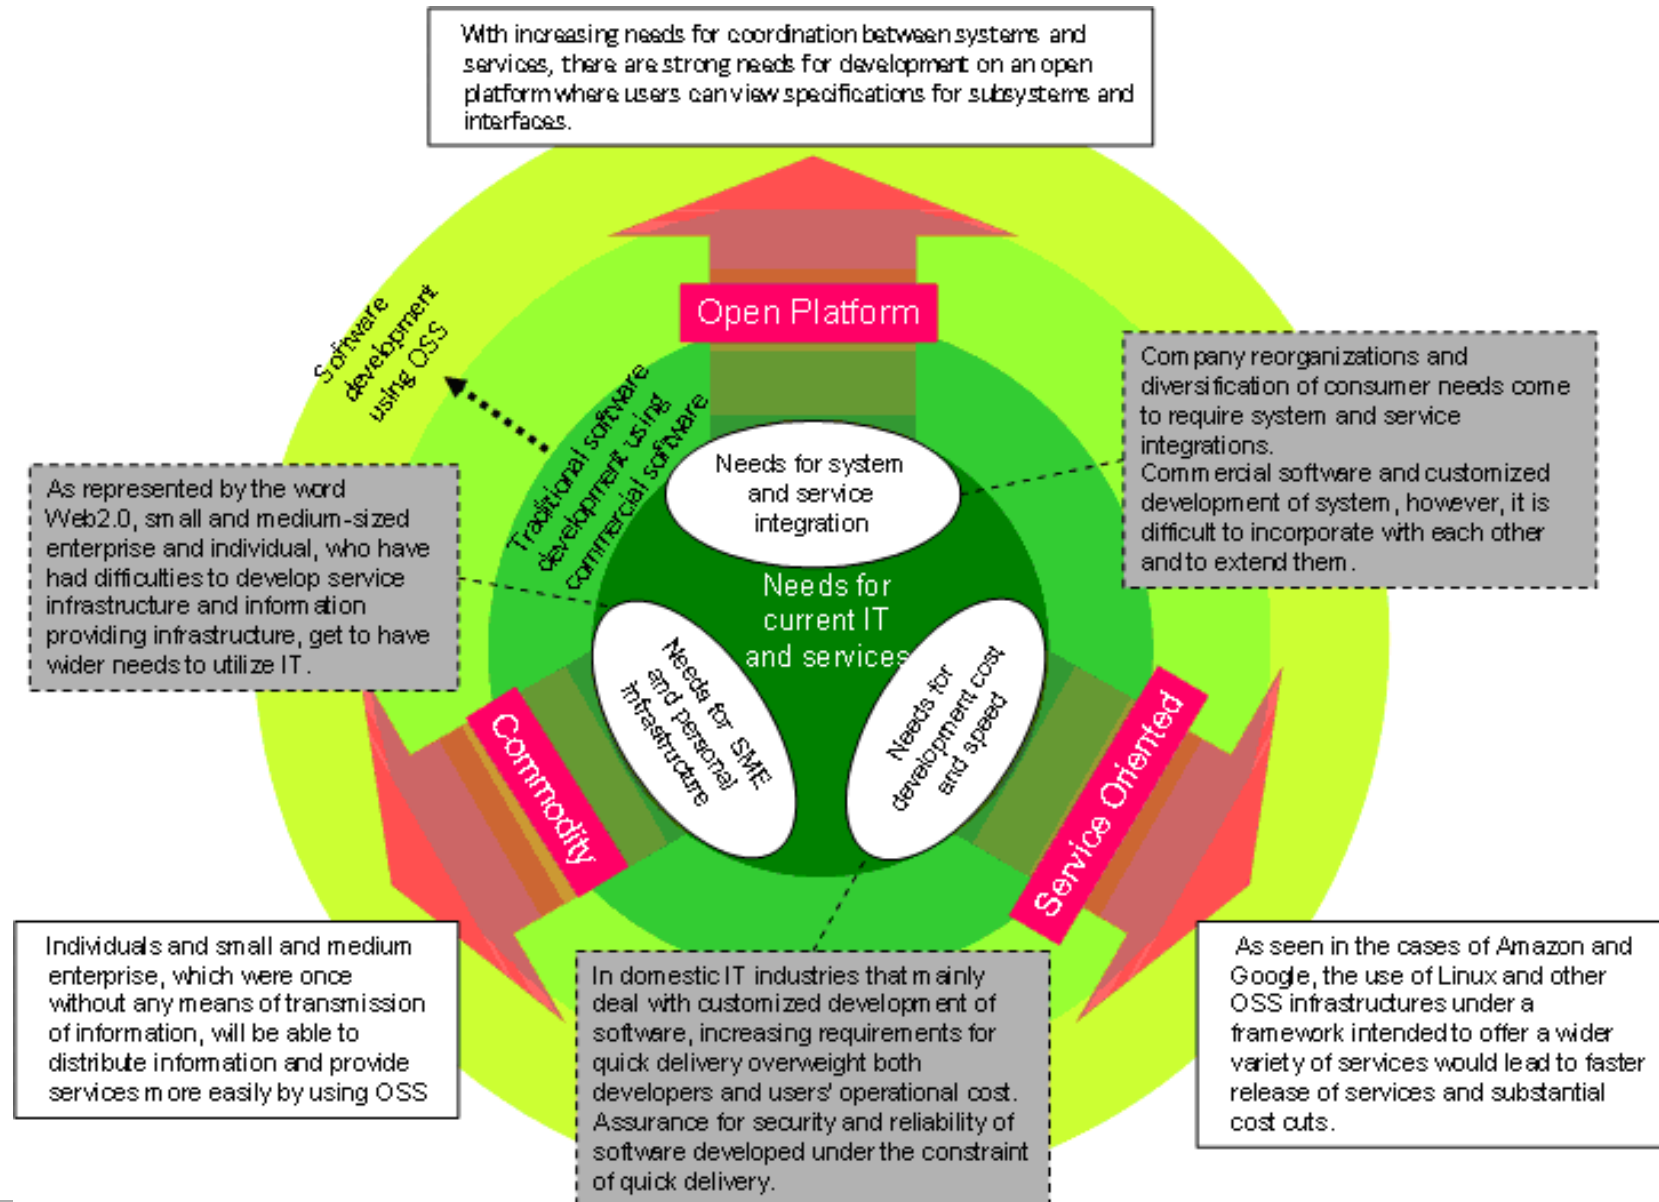 With increasing needs for coordination between systems and
services, there are strong needs for development on an open
platform where users can view specifications for subsystems and
interfaces.
Open Platform
Software
development
using OSS
Traditional software
development using
commercial software
Company reorganizations and
diversification of consumer needs come
to require system and service
integrations.
Commercial software and customized
development of system, however, it is
difficult to incorporate with each other
and to extend them.
Needs for system
and service
integration
As represented by the word
Web2.0, small and medium-sized
enterprise and individual, who have
had difficulties to develop service
infrastructure and information
providing infrastructure, get to have
wider needs to utilize IT.
Needs for
current IT
and services
Needs for SME
and personal
infrastructure
Needs for
development cost
and speed
Commodity
Service Oriented
Individuals and small and medium
enterprise, which were once
without any means of transmission
of information, will be able to
distribute information and provide
services more easily by using OSS
In domestic IT industries that mainly
deal with customized development of
software, increasing requirements for
quick delivery overweight both
developers and users' operational cost.
Assurance for security and reliability of
software developed under the constraint
of quick delivery.
As seen in the cases of Amazon and
Google, the use of Linux and other
OSS infrastructures under a
framework intended to offer a wider
variety of services would lead to faster
release of services and substantial
cost cuts.